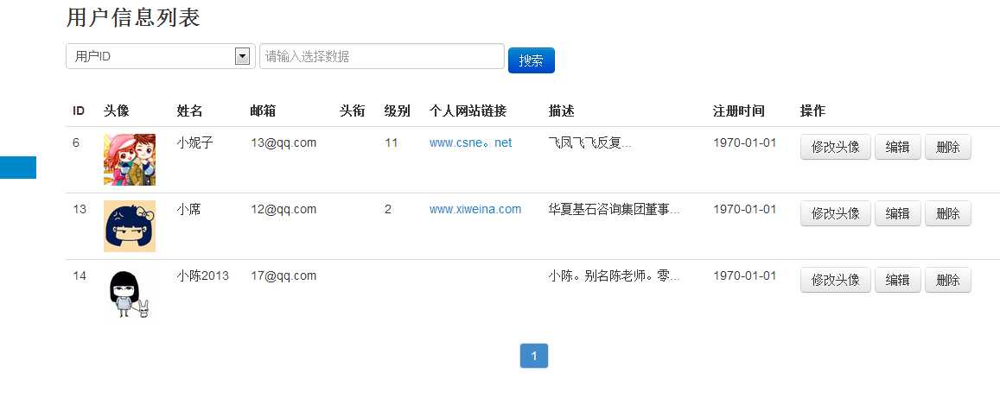 用户信息列表
用户ID 请输入选择数据 搜索
ID 头像 姓名 邮箱 头衔 级别 个人网站链接 描述 注册时间 操作
6 小妮子 13@qq.com 11 www.csne。net 飞凤飞飞反复... 1970-01-01 修改头像 编辑 删除
13 小席 12@qq.com 2 www.xiweina.com 华夏基石咨询集团董事... 1970-01-01 修改头像 编辑 删除
14 小陈2013 17@qq.com 小陈。别名陈老师。零... 1970-01-01 修改头像 编辑 删除
1